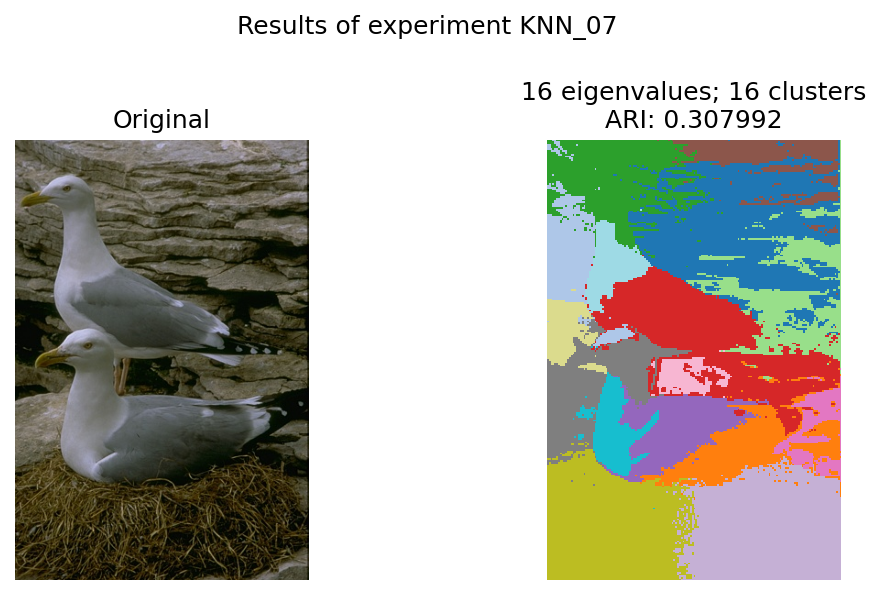 Results of experiment KNN_07
Original
16 eigenvalues; 16 clusters
ARI: 0.307992